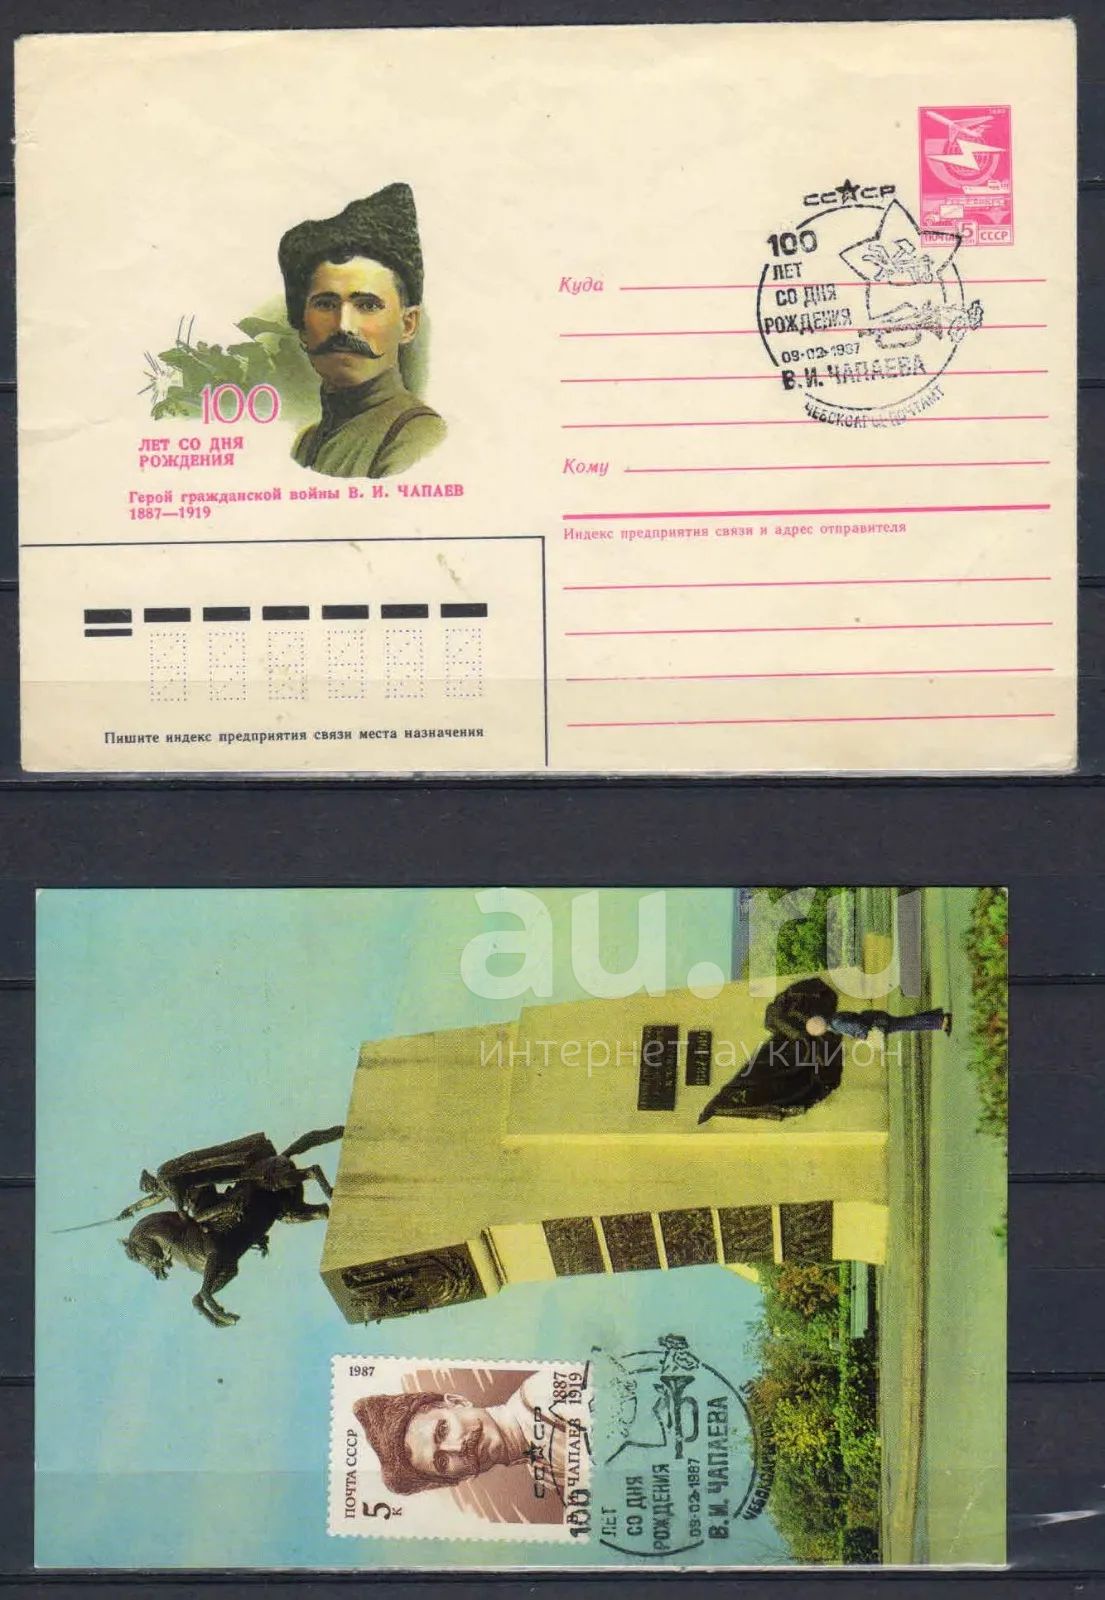 СССР
100
ЛЕТ
СО ДНЯ
РОЖДЕНИЯ
09-02-1987
В.И. ЧАПАЕВА
ПОЧТАМТ
ПОЧТА 5 СССР
Куда
Кому
Индекс предприятия связи и адрес отправителя
100
ЛЕТ СО ДНЯ
РОЖДЕНИЯ
Герой гражданской войны В. И. ЧАПАЕВ
1887—1919
Пишите индекс предприятия связи места назначения
au.ru
интернет аукцион
1987
ПОЧТА СССР
5 К
В.И.ЧАПАЕВ 1887
1919
СССР
100
ЛЕТ
СО ДНЯ
РОЖДЕНИЯ
09-02-1987
В.И. ЧАПАЕВА